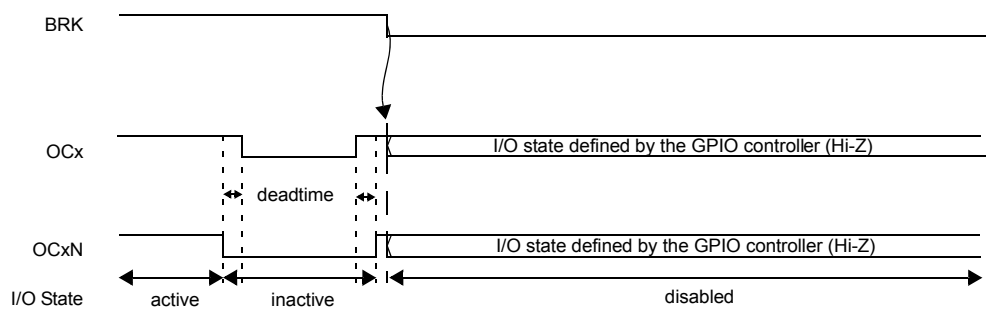 BRK
OCx
I/O state defined by the GPIO controller (Hi-Z)
deadtime
OCxN
I/O state defined by the GPIO controller (Hi-Z)
I/O State
active
inactive
disabled